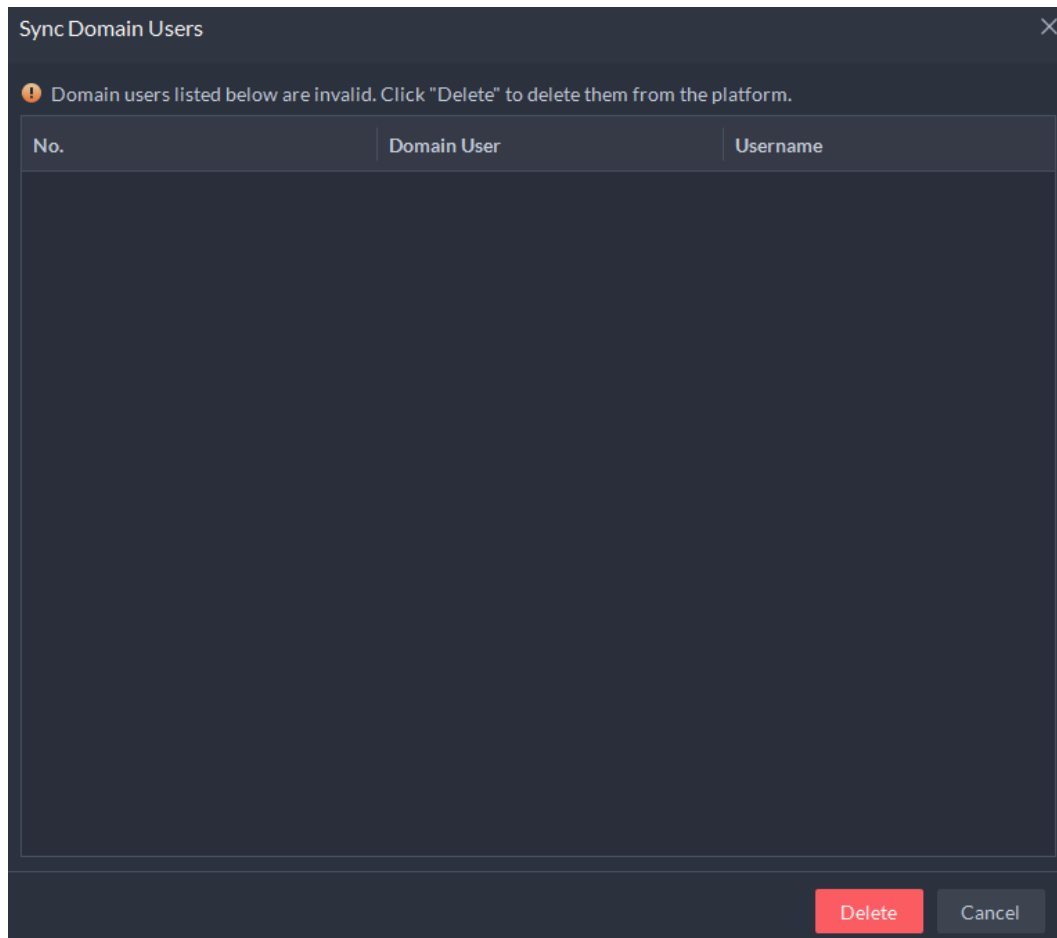 Sync Domain Users
Domain users listed below are invalid. Click "Delete" to delete them from the platform.
No. Domain User Username
Delete Cancel